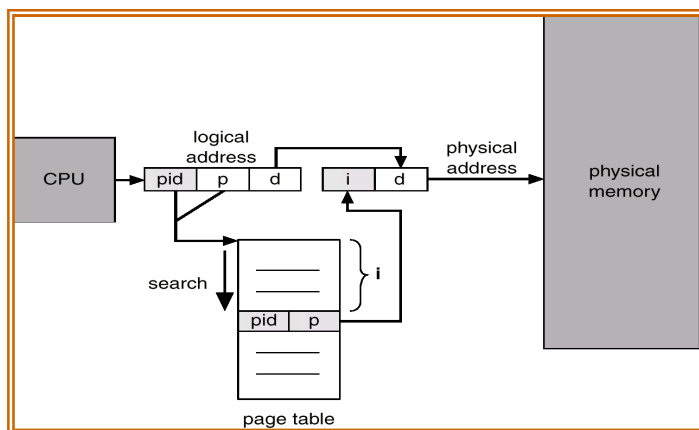 logical
address
physical
address
CPU
pid p d
i d
physical
memory
search
i
pid p
page table